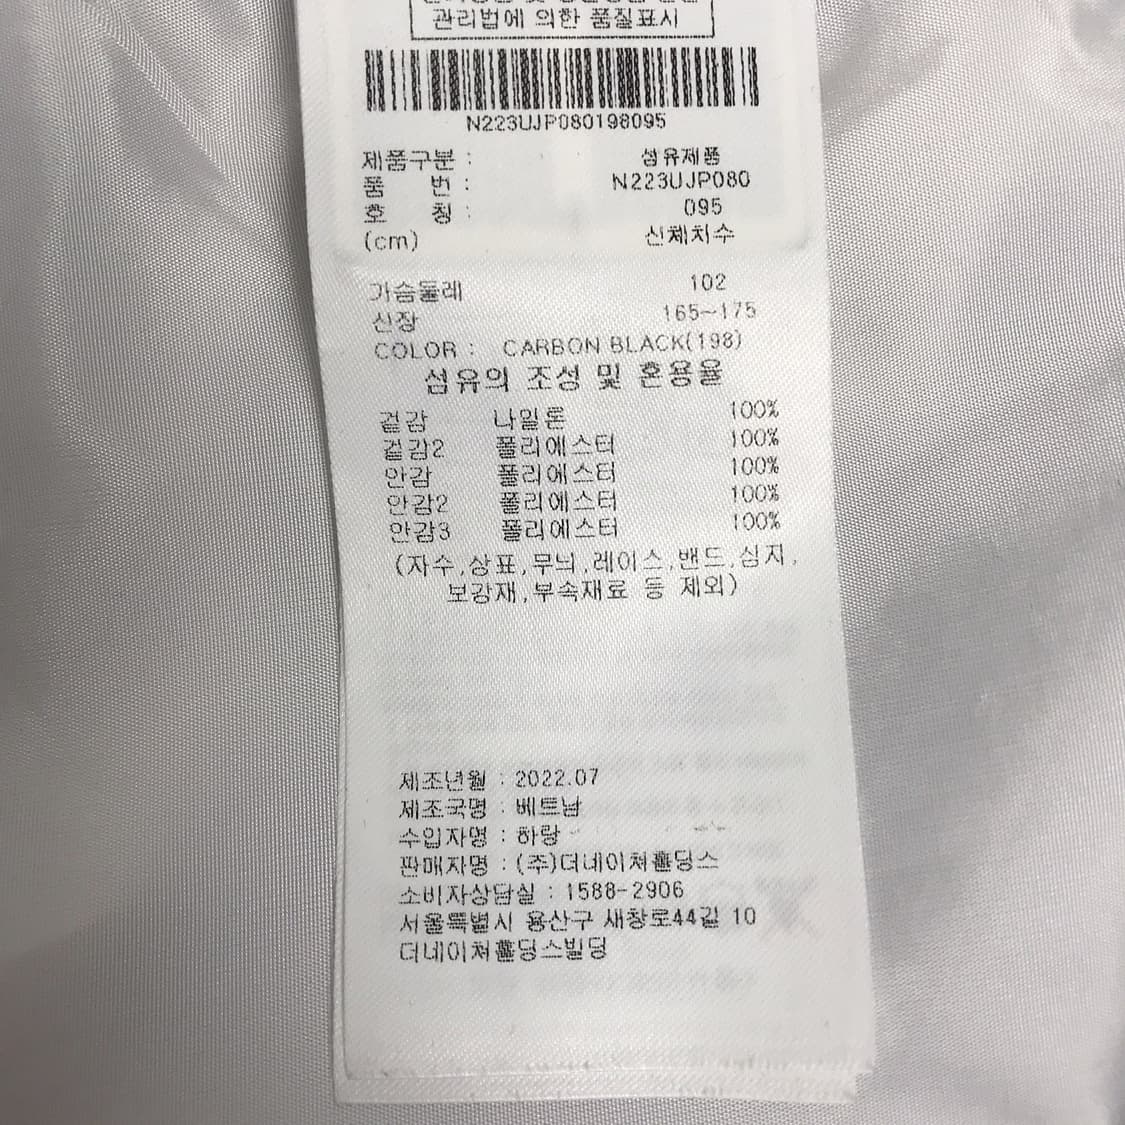 관리법에 의한 품질표시
N223UJP080198095
제품구분 : 섬유제품
품 번 : N223UJP080
호 칭 : 095
(cm) 신체치수
가슴둘레 102
신장 165~175
COLOR : CARBON BLACK(198)
섬유의 조성 및 혼용율
겉감 나일론 100%
겉감2 폴리에스터 100%
안감 폴리에스터 100%
안감2 폴리에스터 100%
안감3 폴리에스터 100%
(자수,상표,무늬,레이스,밴드,심지,
보강재,부속재료 등 제외)
제조년월 : 2022.07
제조국명 : 베트남
수입자명 : 하랑
판매자명 : (주)더네이쳐홀딩스
소비자상담실 : 1588-2906
서울특별시 용산구 새창로44길 10
더네이쳐홀딩스빌딩